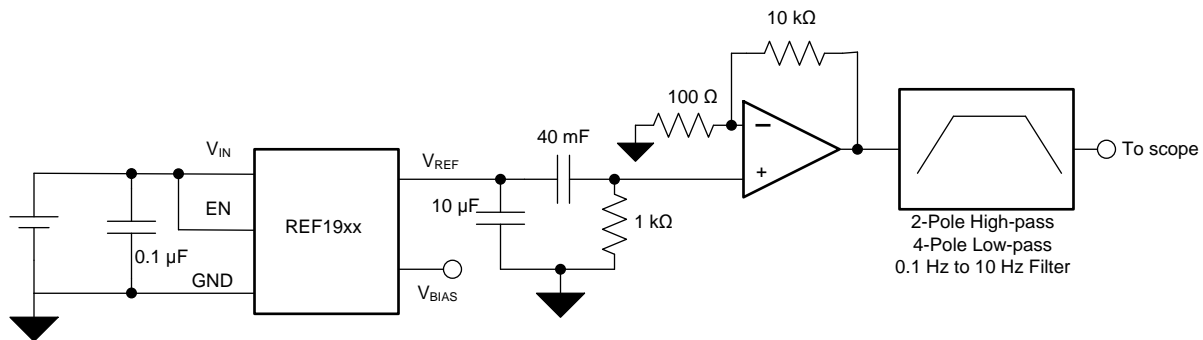 10 kΩ
100 Ω
40 mF
−
+
To scope
V_IN
V_REF
EN
REF19xx
10 µF
1 kΩ
0.1 µF
GND
V_BIAS
2-Pole High-pass
4-Pole Low-pass
0.1 Hz to 10 Hz Filter